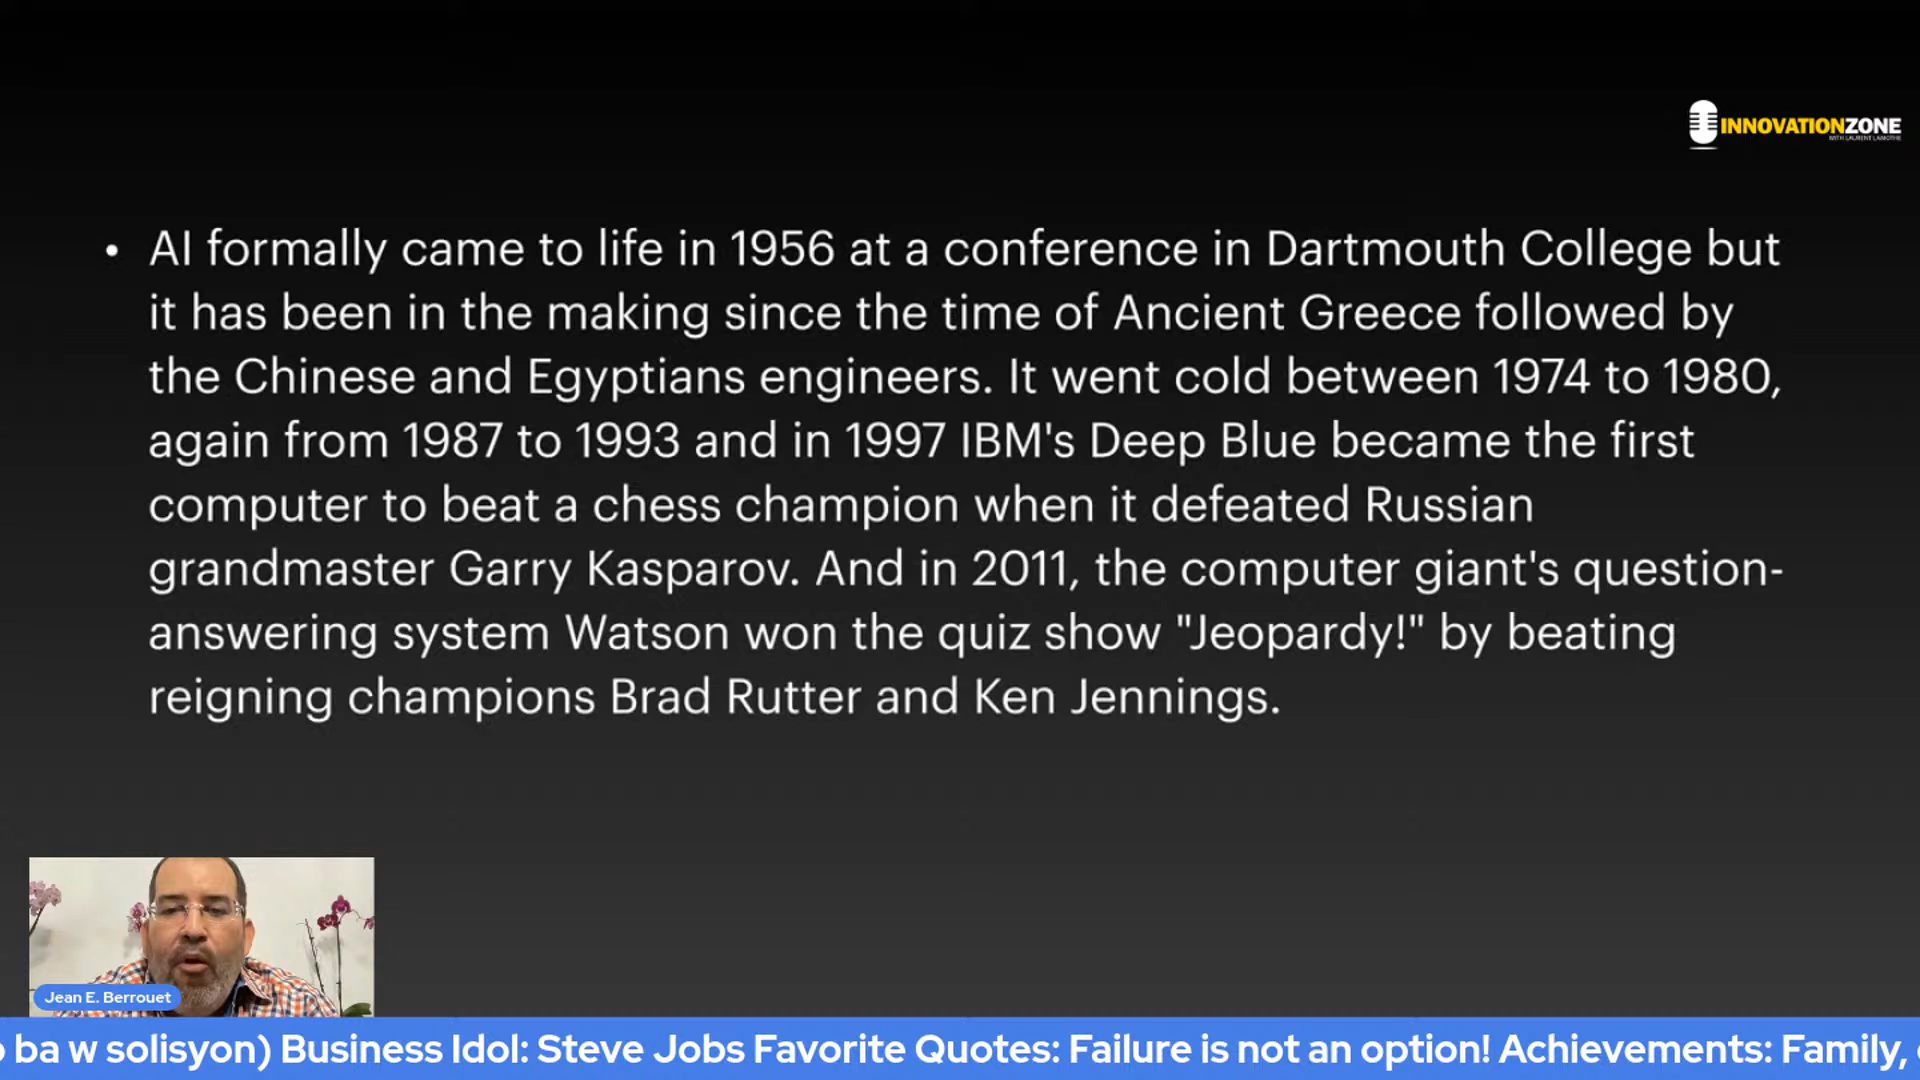 INNOVATIONZONE
WITH LAURENT LAMOTHE
• AI formally came to life in 1956 at a conference in Dartmouth College but
it has been in the making since the time of Ancient Greece followed by
the Chinese and Egyptians engineers. It went cold between 1974 to 1980,
again from 1987 to 1993 and in 1997 IBM's Deep Blue became the first
computer to beat a chess champion when it defeated Russian
grandmaster Garry Kasparov. And in 2011, the computer giant's question-
answering system Watson won the quiz show "Jeopardy!" by beating
reigning champions Brad Rutter and Ken Jennings.
Jean E. Berrouet
ba w solisyon) Business Idol: Steve Jobs Favorite Quotes: Failure is not an option! Achievements: Family,